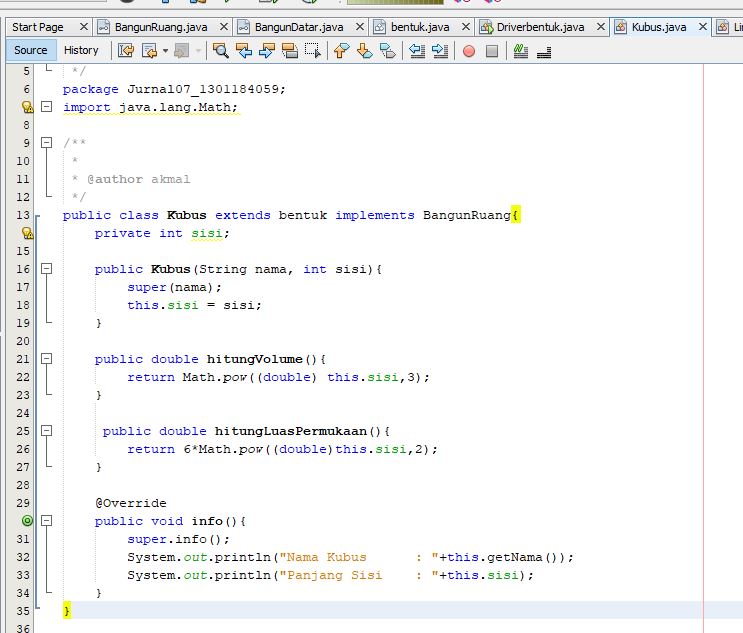 Start Page BangunRuang.java BangunDatar.java bentuk.java Driverbentuk.java Kubus.java
Source History
5 */
6 package Jurnal07_1301184059;
import java.lang.Math;
8
9 /**
10 *
11 * @author akmal
12 */
13 public class Kubus extends bentuk implements BangunRuang{
private int sisi;
15
16 public Kubus(String nama, int sisi){
17 super(nama);
18 this.sisi = sisi;
19 }
20
21 public double hitungVolume(){
22 return Math.pow((double) this.sisi,3);
23 }
24
25 public double hitungLuasPermukaan(){
26 return 6*Math.pow((double)this.sisi,2);
27 }
28
29 @Override
public void info(){
31 super.info();
32 System.out.println("Nama Kubus      : "+this.getNama());
33 System.out.println("Panjang Sisi    : "+this.sisi);
34 }
35 }
36